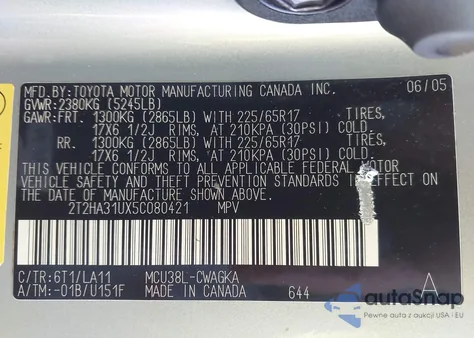 MFD.BY:TOYOTA MOTOR MANUFACTURING CANADA INC. 06/05
GVWR:2380KG (5245LB)
GAWR:FRT. 1300KG (2865LB) WITH 225/65R17 TIRES,
17X6 1/2J RIMS, AT 210KPA (30PSI) COLD.
RR. 1300KG (2865LB) WITH 225/65R17 TIRES,
17X6 1/2J RIMS, AT 210KPA (30PSI) COLD.
THIS VEHICLE CONFORMS TO ALL APPLICABLE FEDERAL MOTOR
VEHICLE SAFETY AND THEFT PREVENTION STANDARDS IN EFFECT ON
THE DATE OF MANUFACTURE SHOWN ABOVE.
2T2HA31UX5C080421 MPV
C/TR:6T1/LA11 MCU38L-CWAGKA A
A/TM:-01B/U151F MADE IN CANADA 644
autoSnap
Pewne auta z aukcji w USA i EU